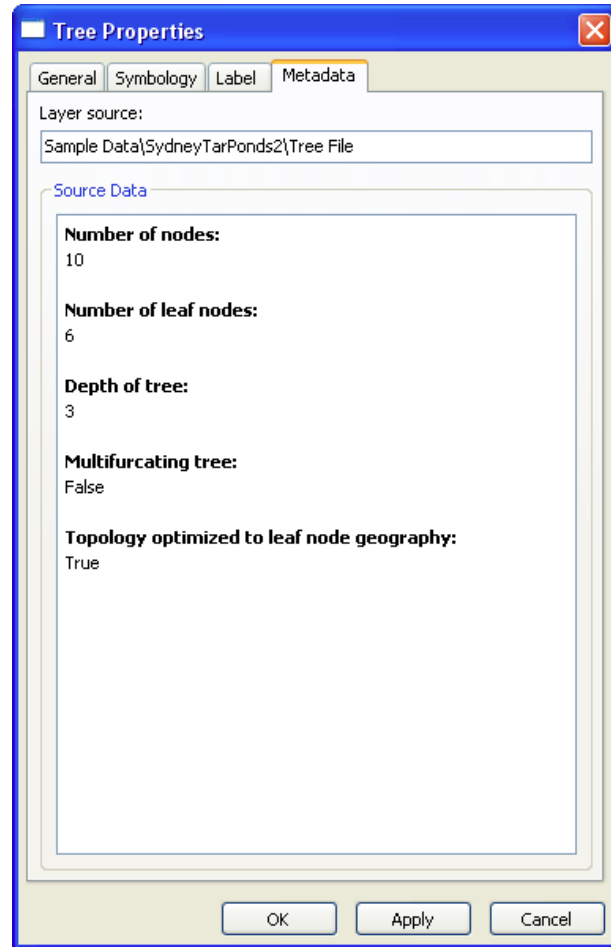 Tree Properties
General Symbology Label Metadata
Layer source:
Sample Data\SydneyTarPonds2\Tree File
Source Data
Number of nodes:
10
Number of leaf nodes:
6
Depth of tree:
3
Multifurcating tree:
False
Topology optimized to leaf node geography:
True
OK Apply Cancel